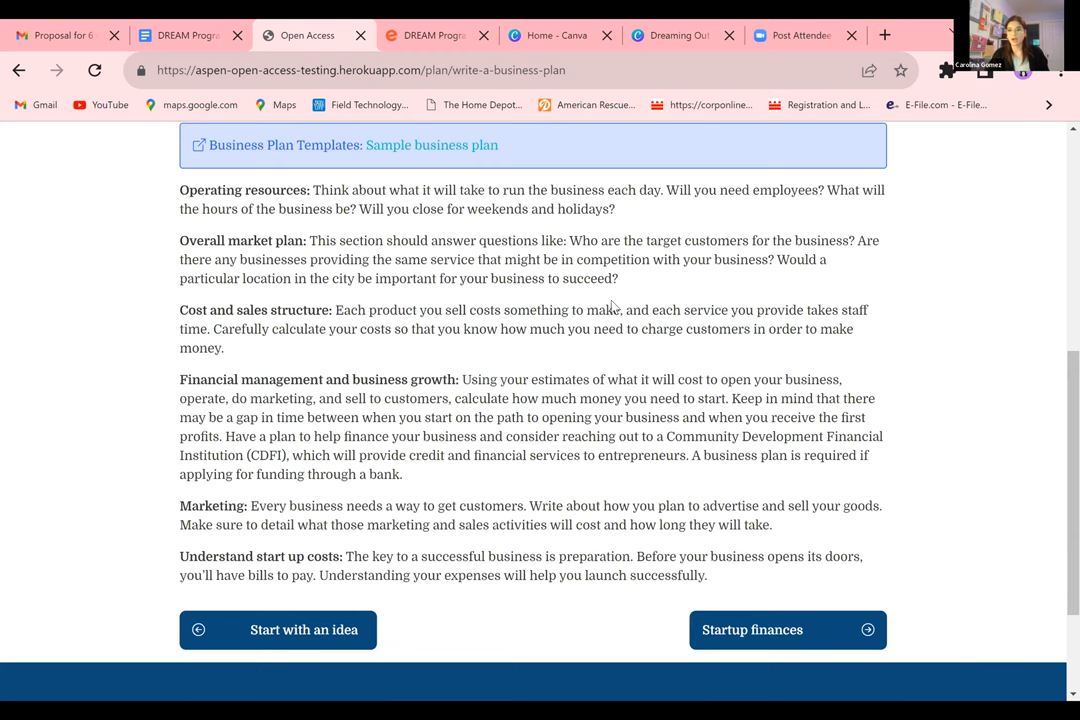 Proposal for 6
DREAM Progra
Open Access
DREAM Progra
Home - Canva
Dreaming Out
Post Attendee
Carolina Gomez
https://aspen-open-access-testing.herokuapp.com/plan/write-a-business-plan
Gmail
YouTube
maps.google.com
Maps
Field Technology...
The Home Depot...
American Rescue...
https://corponline...
Registration and L...
E-File.com - E-File...
Business Plan Templates: Sample business plan
Operating resources: Think about what it will take to run the business each day. Will you need employees? What will
the hours of the business be? Will you close for weekends and holidays?
Overall market plan: This section should answer questions like: Who are the target customers for the business? Are
there any businesses providing the same service that might be in competition with your business? Would a
particular location in the city be important for your business to succeed?
Cost and sales structure: Each product you sell costs something to make, and each service you provide takes staff
time. Carefully calculate your costs so that you know how much you need to charge customers in order to make
money.
Financial management and business growth: Using your estimates of what it will cost to open your business,
operate, do marketing, and sell to customers, calculate how much money you need to start. Keep in mind that there
may be a gap in time between when you start on the path to opening your business and when you receive the first
profits. Have a plan to help finance your business and consider reaching out to a Community Development Financial
Institution (CDFI), which will provide credit and financial services to entrepreneurs. A business plan is required if
applying for funding through a bank.
Marketing: Every business needs a way to get customers. Write about how you plan to advertise and sell your goods.
Make sure to detail what those marketing and sales activities will cost and how long they will take.
Understand start up costs: The key to a successful business is preparation. Before your business opens its doors,
you'll have bills to pay. Understanding your expenses will help you launch successfully.
Start with an idea
Startup finances